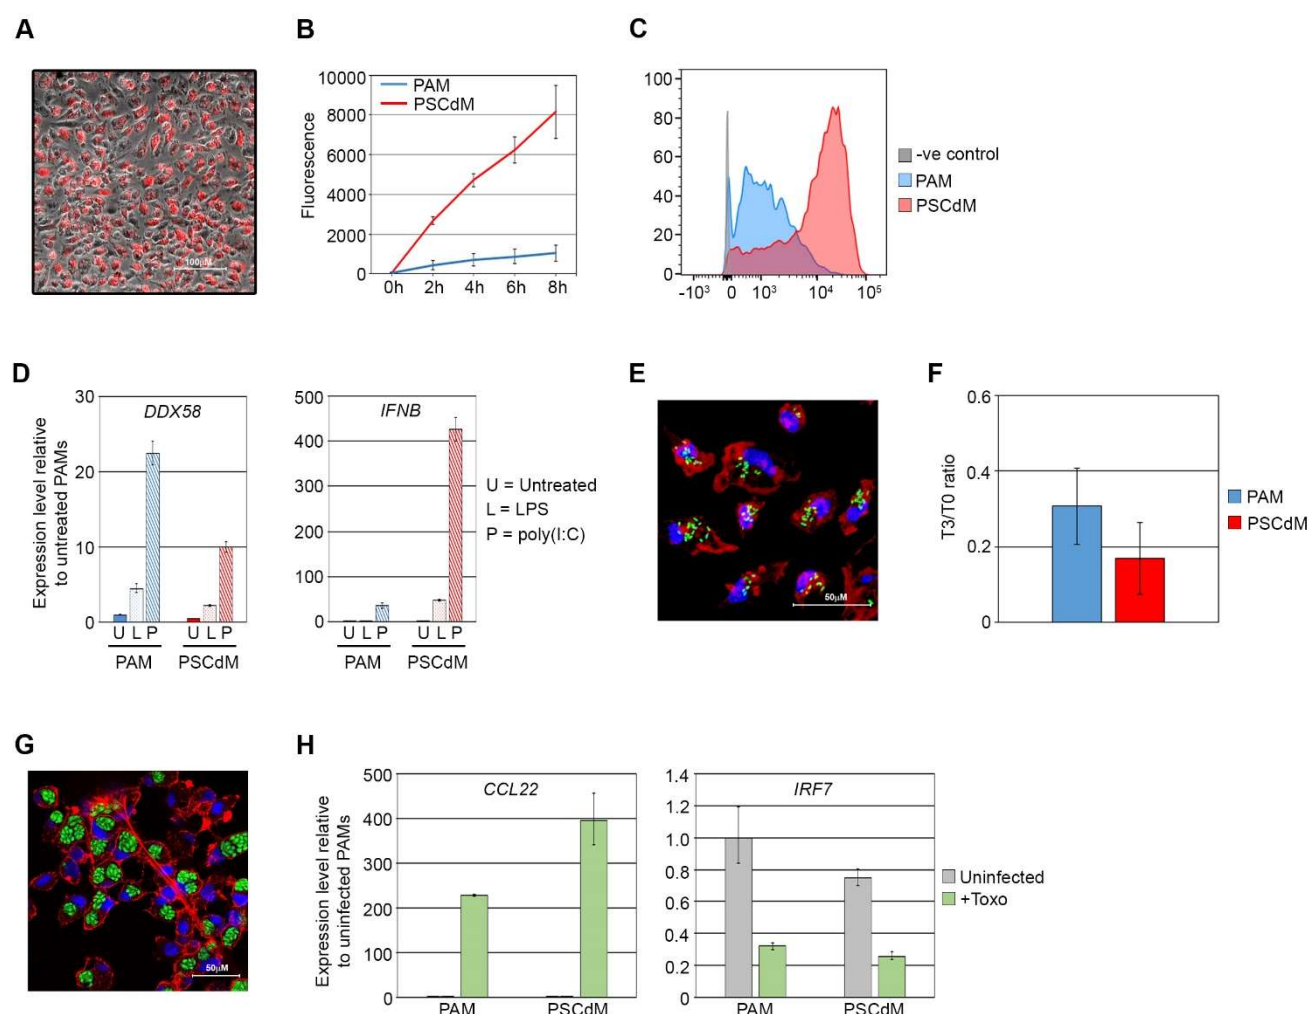 A
100µM
B
10000
8000
6000
4000
2000
0
Fluorescence
PAM
PSCdM
0h 2h 4h 6h 8h
C
100
80
60
40
20
0
-10³ 0 10³ 10⁴ 10⁵
-ve control
PAM
PSCdM
D
Expression level relative
to untreated PAMs
30
20
10
0
DDX58
U L P U L P
PAM PSCdM
500
400
300
200
100
0
IFNB
U L P U L P
PAM PSCdM
U = Untreated
L = LPS
P = poly(I:C)
E
50µM
F
T3/T0 ratio
0.6
0.4
0.2
0
PAM
PSCdM
G
50µM
H
Expression level relative
to uninfected PAMs
500
400
300
200
100
0
CCL22
PAM PSCdM
1.4
1.2
1.0
0.8
0.6
0.4
0.2
0
IRF7
PAM PSCdM
Uninfected
+Toxo